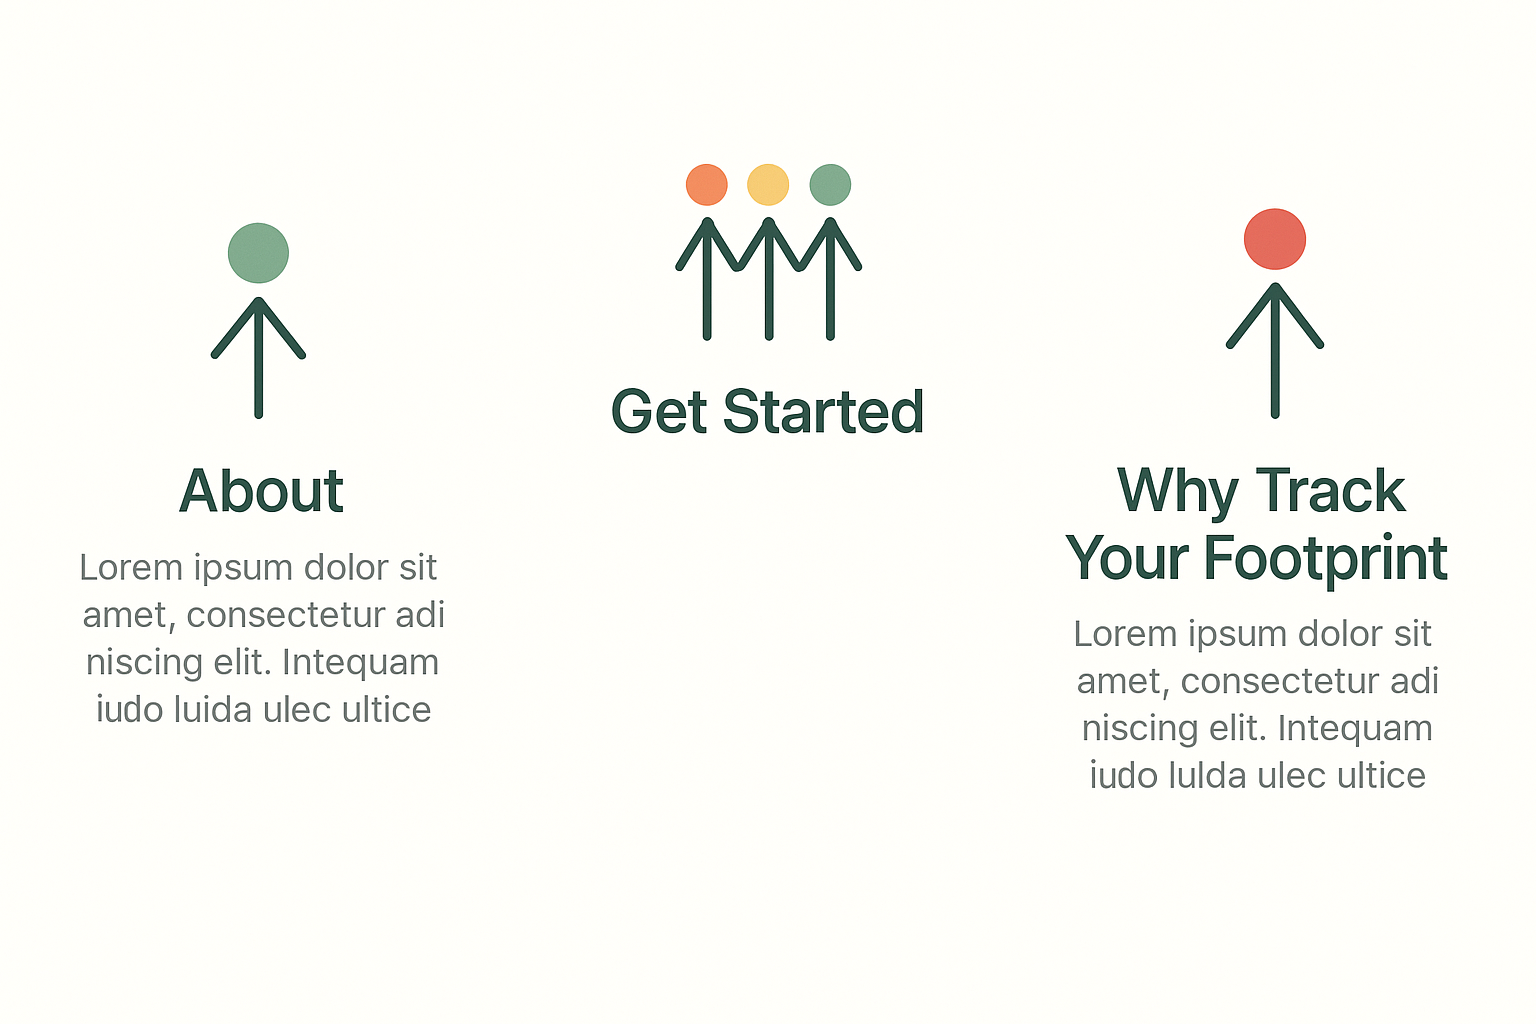 About
Lorem ipsum dolor sit
amet, consectetur adi
niscing elit. Intequam
iudo luida ulec ultice
Get Started
Why Track
Your Footprint
Lorem ipsum dolor sit
amet, consectetur adi
niscing elit. Intequam
iudo lulda ulec ultice